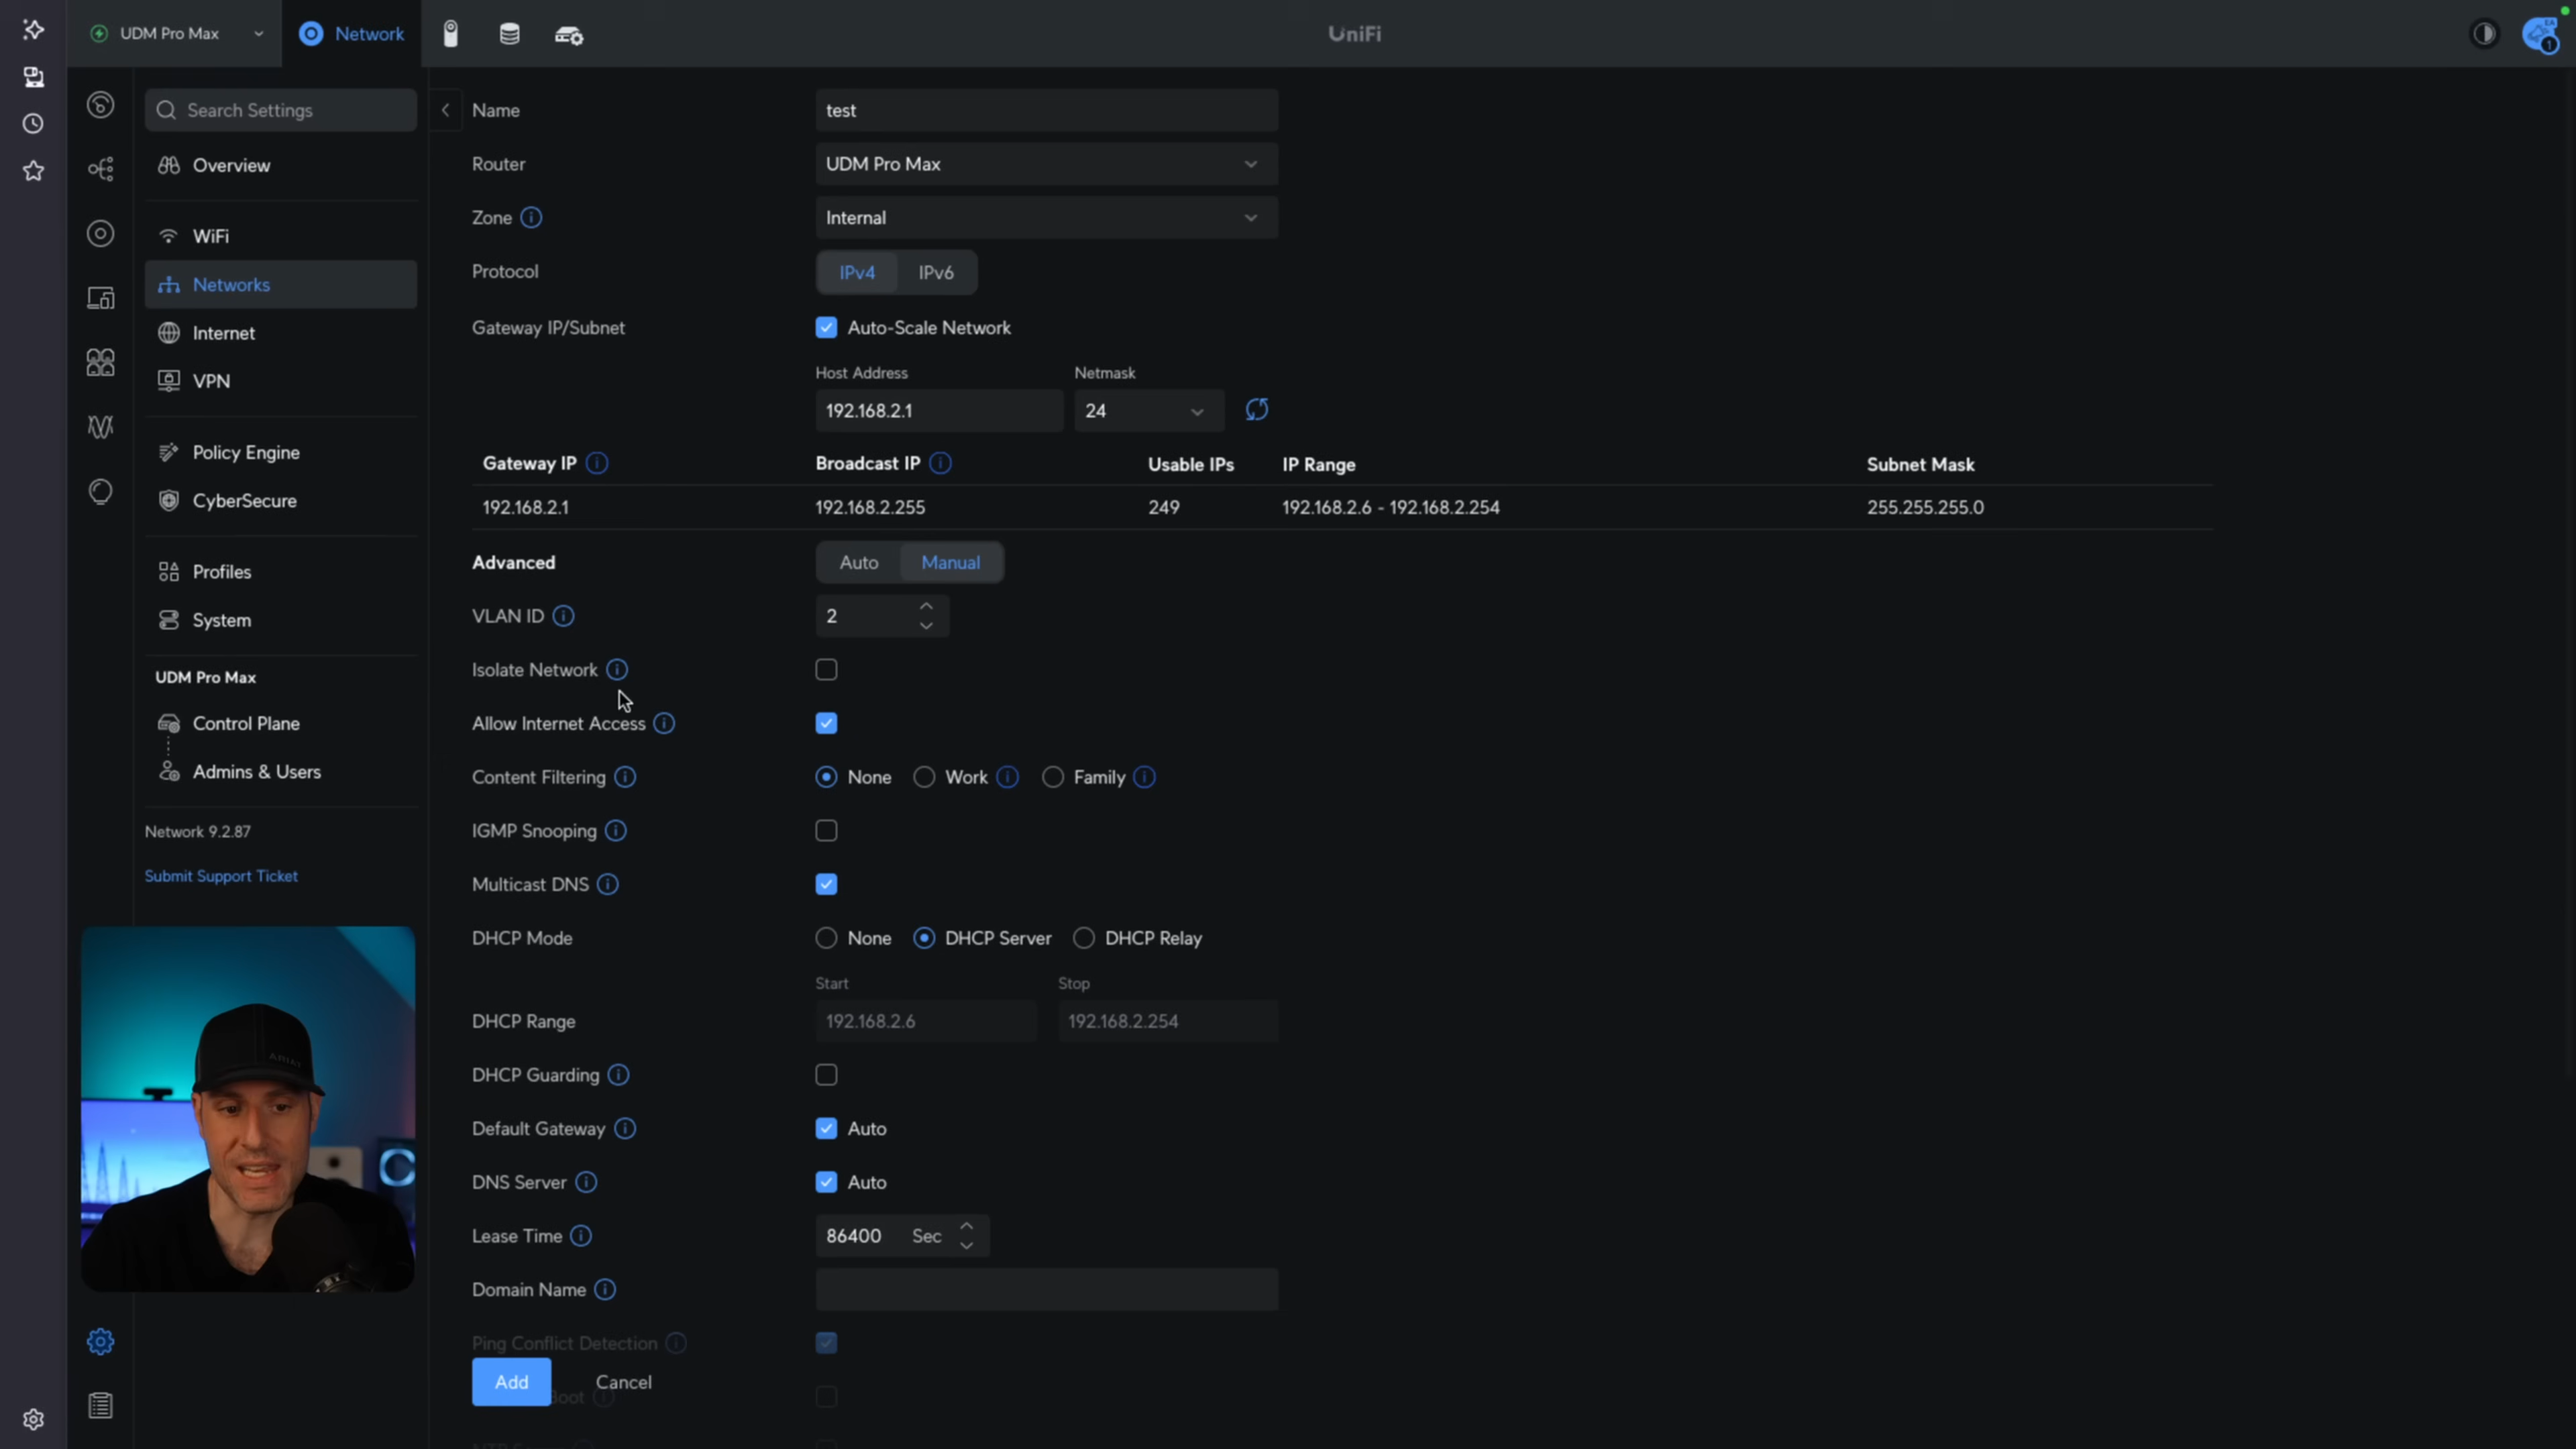 UDM Pro Max
Network
UniFi
EA
1
Search Settings
Overview
WiFi
Networks
Internet
VPN
Policy Engine
CyberSecure
Profiles
System
UDM Pro Max
Control Plane
Admins & Users
Network 9.2.87
Submit Support Ticket
Name
test
Router
UDM Pro Max
Zone
Internal
Protocol
IPv4 IPv6
Gateway IP/Subnet
Auto-Scale Network
Host Address Netmask
192.168.2.1 24
Gateway IP Broadcast IP Usable IPs IP Range Subnet Mask
192.168.2.1 192.168.2.255 249 192.168.2.6 - 192.168.2.254 255.255.255.0
Advanced Auto Manual
VLAN ID 2
Isolate Network
Allow Internet Access
Content Filtering None Work Family
IGMP Snooping
Multicast DNS
DHCP Mode None DHCP Server DHCP Relay
Start Stop
DHCP Range 192.168.2.6 192.168.2.254
DHCP Guarding
Default Gateway Auto
DNS Server Auto
Lease Time 86400 Sec
Domain Name
Ping Conflict Detection
Add Cancel
Boot
ARIAT